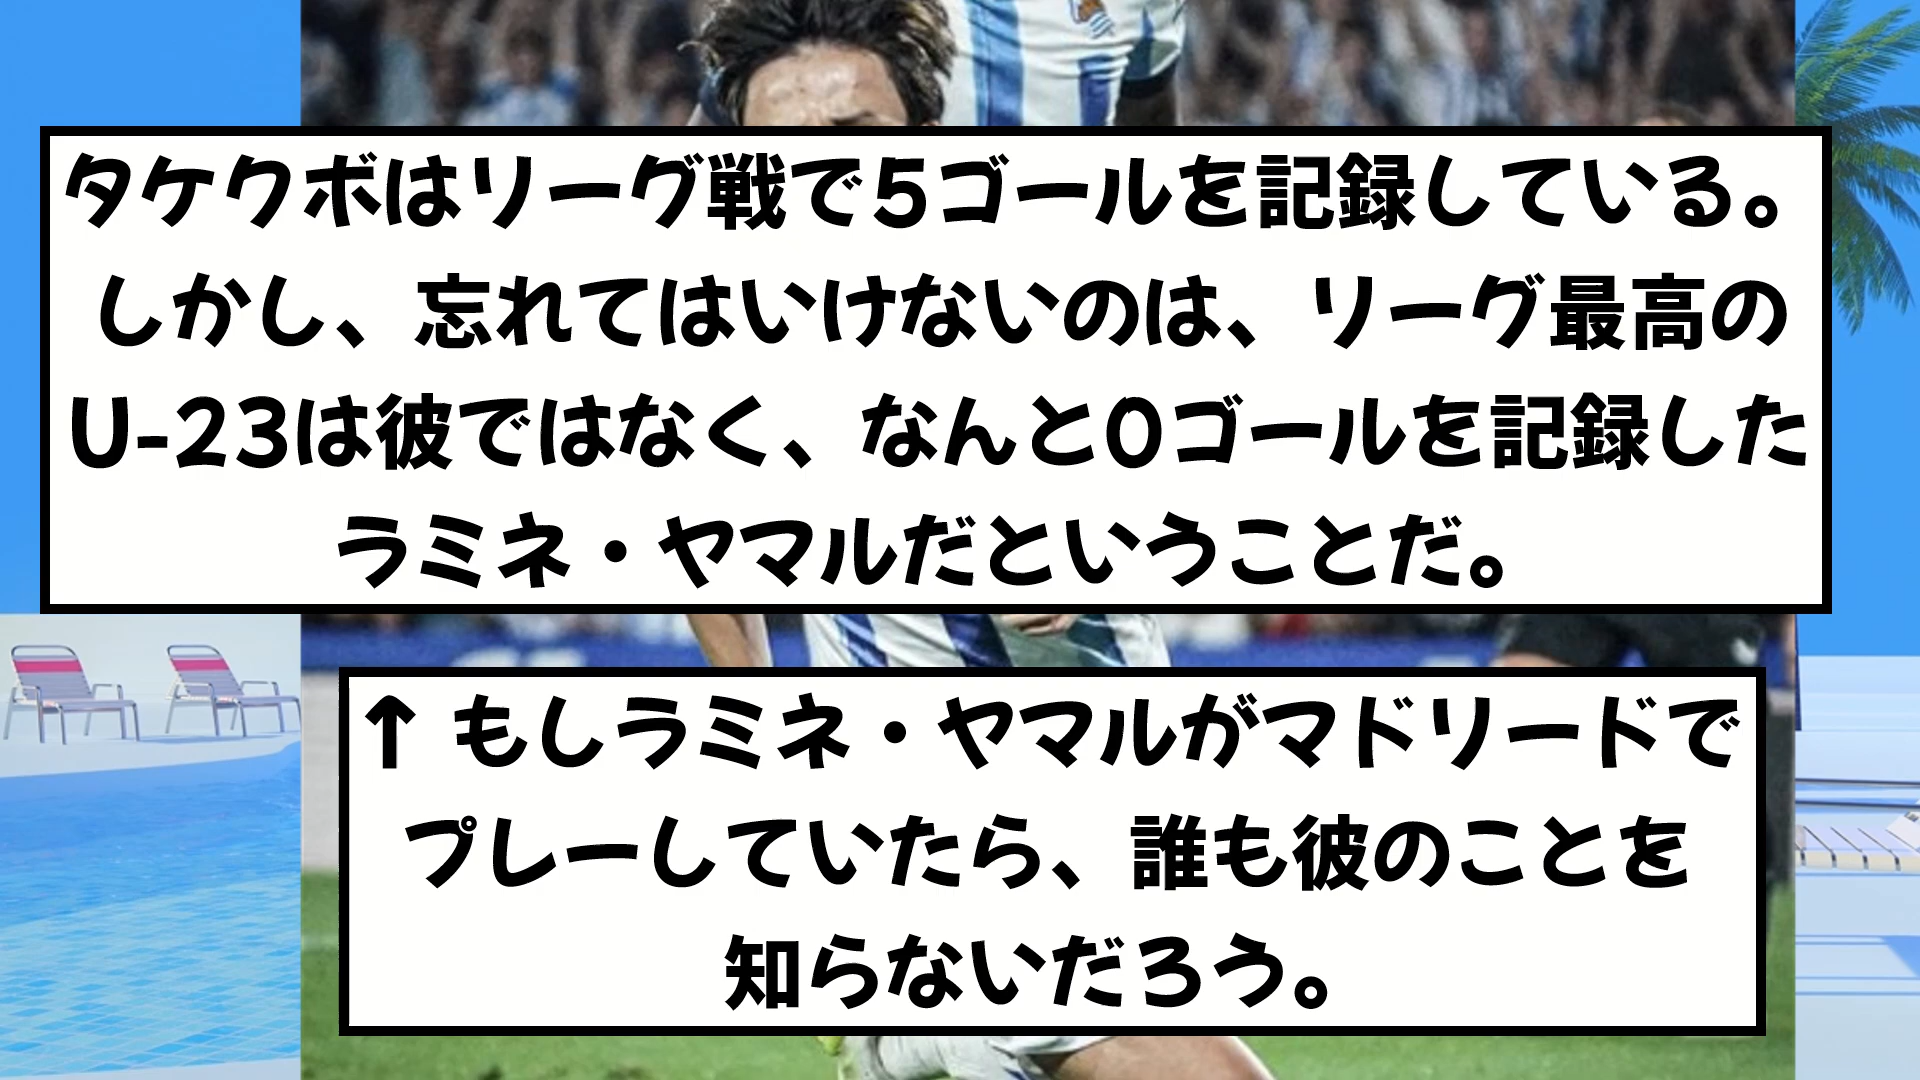 タケクボはリーグ戦で5ゴールを記録している。
しかし、忘れてはいけないのは、リーグ最高の
U-23は彼ではなく、なんと0ゴールを記録した
ラミネ・ヤマルだということだ。
↑ もしラミネ・ヤマルがマドリードで
プレーしていたら、誰も彼のことを
知らないだろう。